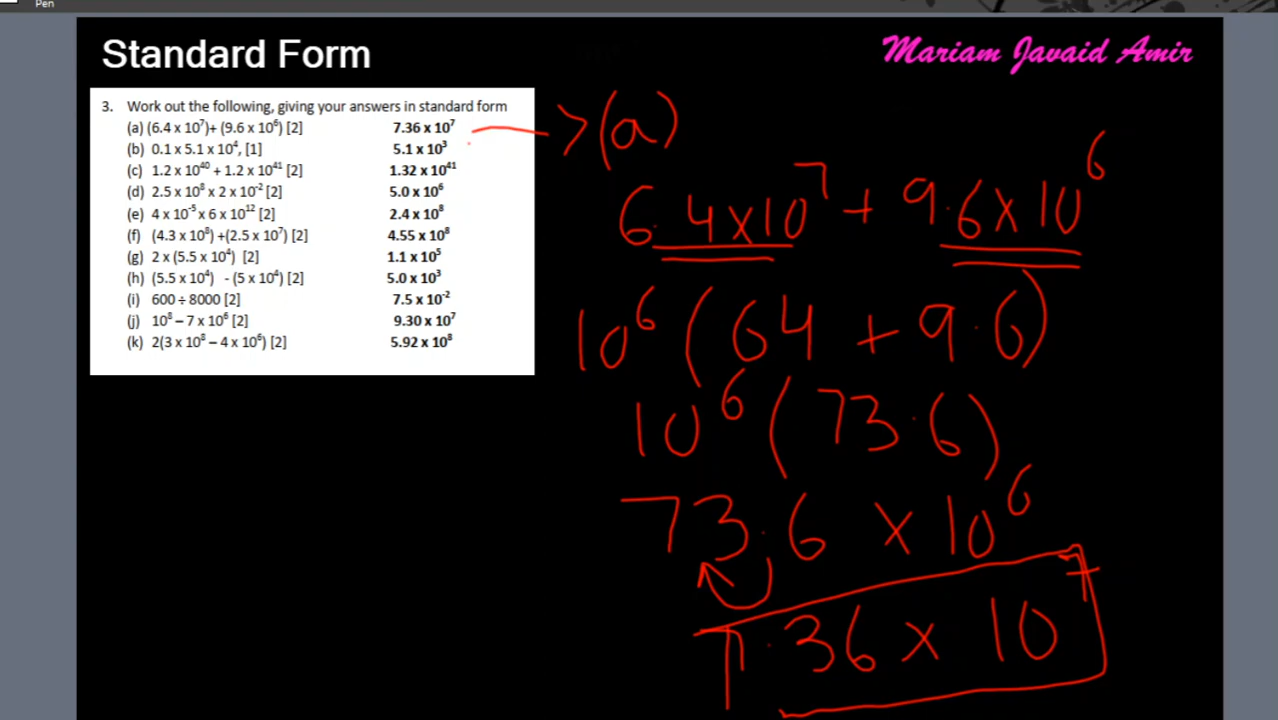 Pen
Standard Form
Mariam Javaid Amir
3. Work out the following, giving your answers in standard form
(a) (6.4 x 10⁷)+ (9.6 x 10⁶) [2] 7.36 x 10⁷
(b) 0.1 x 5.1 x 10⁴, [1] 5.1 x 10³
(c) 1.2 x 10⁴⁰ + 1.2 x 10⁴¹ [2] 1.32 x 10⁴¹
(d) 2.5 x 10⁸ x 2 x 10⁻² [2] 5.0 x 10⁶
(e) 4 x 10⁻⁵ x 6 x 10¹² [2] 2.4 x 10⁸
(f) (4.3 x 10⁸) +(2.5 x 10⁷) [2] 4.55 x 10⁸
(g) 2 x (5.5 x 10⁴) [2] 1.1 x 10⁵
(h) (5.5 x 10⁴) - (5 x 10⁴) [2] 5.0 x 10³
(i) 600 ÷ 8000 [2] 7.5 x 10⁻²
(j) 10⁸ – 7 x 10⁶ [2] 9.30 x 10⁷
(k) 2(3 x 10⁸ – 4 x 10⁶) [2] 5.92 x 10⁸
(a)
6.4 x 10⁷ + 9.6 x 10⁶
10⁶ (64 + 9.6)
10⁶ (73.6)
73.6 x 10⁶
7.36 x 10⁷